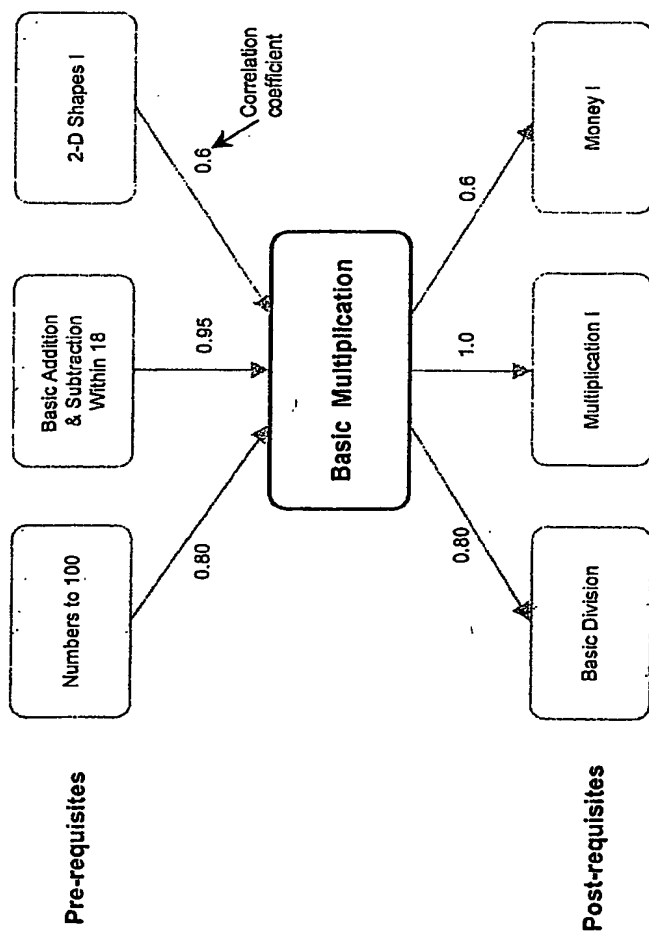 Pre-requisites
Numbers to 100
Basic Addition
& Subtraction
Within 18
2-D Shapes I
0.80
0.95
0.6
Correlation
coefficient
Basic Multiplication
0.80
1.0
0.6
Post-requisites
Basic Division
Multiplication I
Money I